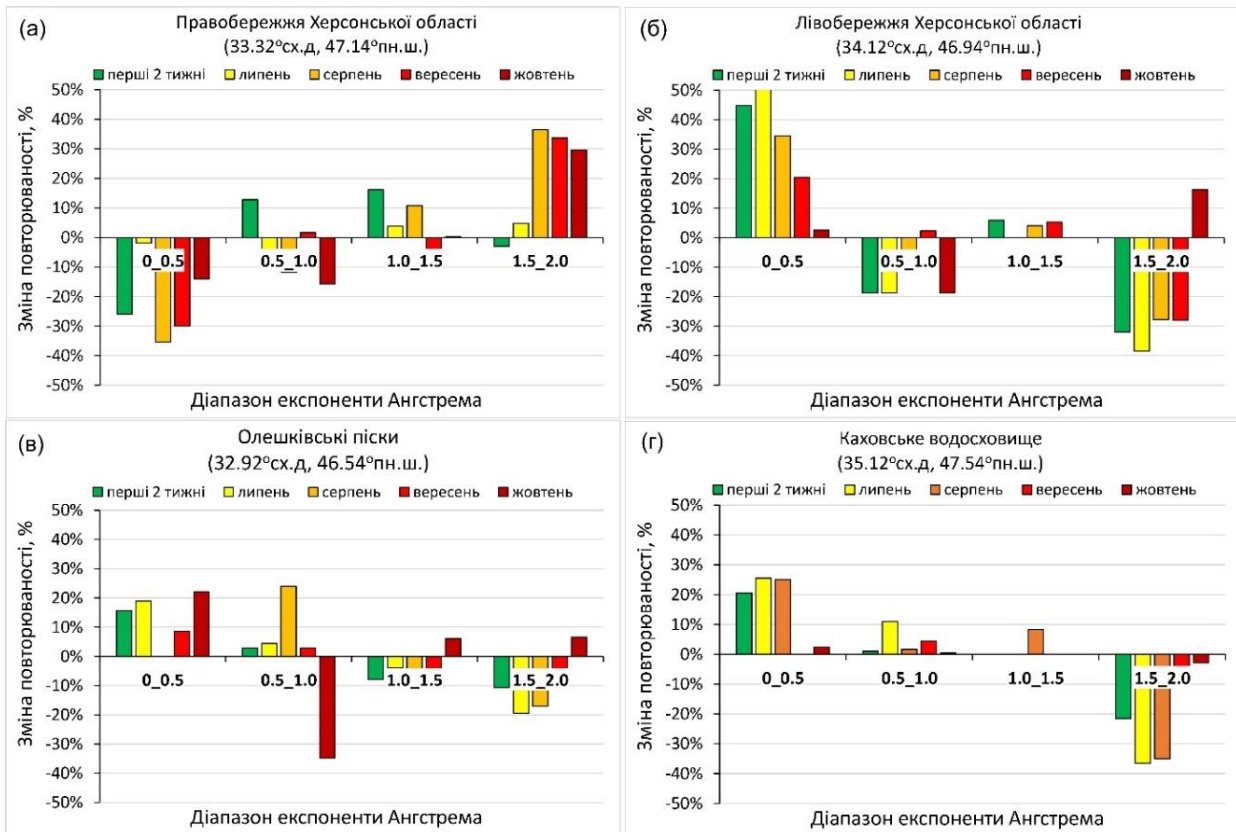 (а)
Правобережжя Херсонської області
(33.32°сх.д, 47.14°пн.ш.)
перші 2 тижні липень серпень вересень жовтень
50%
40%
30%
20%
10%
0%
-10%
-20%
-30%
-40%
-50%
Зміна повторюваності, %
0_0.5 0.5_1.0 1.0_1.5 1.5_2.0
Діапазон експоненти Ангстрема
(б)
Лівобережжя Херсонської області
(34.12°сх.д, 46.94°пн.ш.)
перші 2 тижні липень серпень вересень жовтень
50%
40%
30%
20%
10%
0%
-10%
-20%
-30%
-40%
-50%
Зміна повторюваності, %
0_0.5 0.5_1.0 1.0_1.5 1.5_2.0
Діапазон експоненти Ангстрема
(в)
Олешківські піски
(32.92°сх.д, 46.54°пн.ш.)
перші 2 тижні липень серпень вересень жовтень
50%
40%
30%
20%
10%
0%
-10%
-20%
-30%
-40%
-50%
Зміна повторюваності, %
0_0.5 0.5_1.0 1.0_1.5 1.5_2.0
Діапазон експоненти Ангстрема
(г)
Каховське водосховище
(35.12°сх.д, 47.54°пн.ш.)
перші 2 тижні липень серпень вересень жовтень
50%
40%
30%
20%
10%
0%
-10%
-20%
-30%
-40%
-50%
Зміна повторюваності, %
0_0.5 0.5_1.0 1.0_1.5 1.5_2.0
Діапазон експоненти Ангстрема